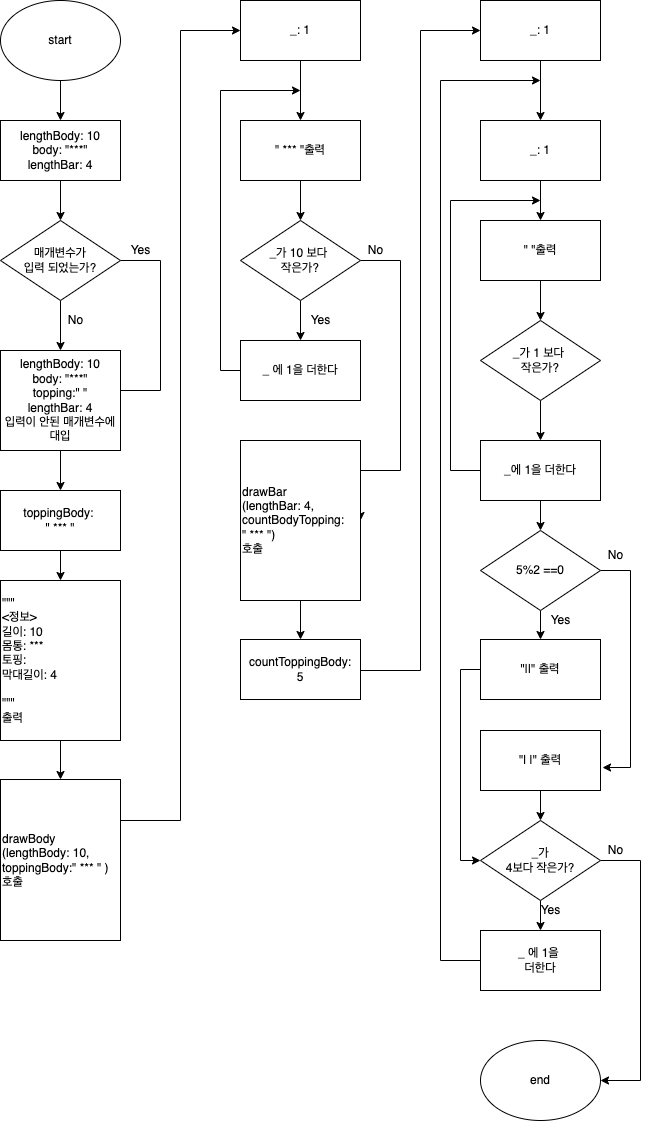 start
lengthBody: 10
body: "***"
lengthBar: 4
매개변수가
입력 되었는가?
Yes
No
lengthBody: 10
body: "***"
topping:" "
lengthBar: 4
입력이 안된 매개변수에
대입
toppingBody:
" *** "
"""
<정보>
길이: 10
몸통: ***
토핑:
막대길이: 4
"""
출력
drawBody
(lengthBody: 10,
toppingBody:" *** " )
호출
_: 1
" *** "출력
_가 10 보다
작은가?
No
Yes
_ 에 1을 더한다
drawBar
(lengthBar: 4,
countBodyTopping:
" *** ")
호출
countToppingBody:
5
_: 1
_: 1
" "출력
_가 1 보다
작은가?
_에 1을 더한다
5%2 ==0
No
Yes
"II" 출력
"I I" 출력
_가
4보다 작은가?
No
Yes
_ 에 1을
더한다
end